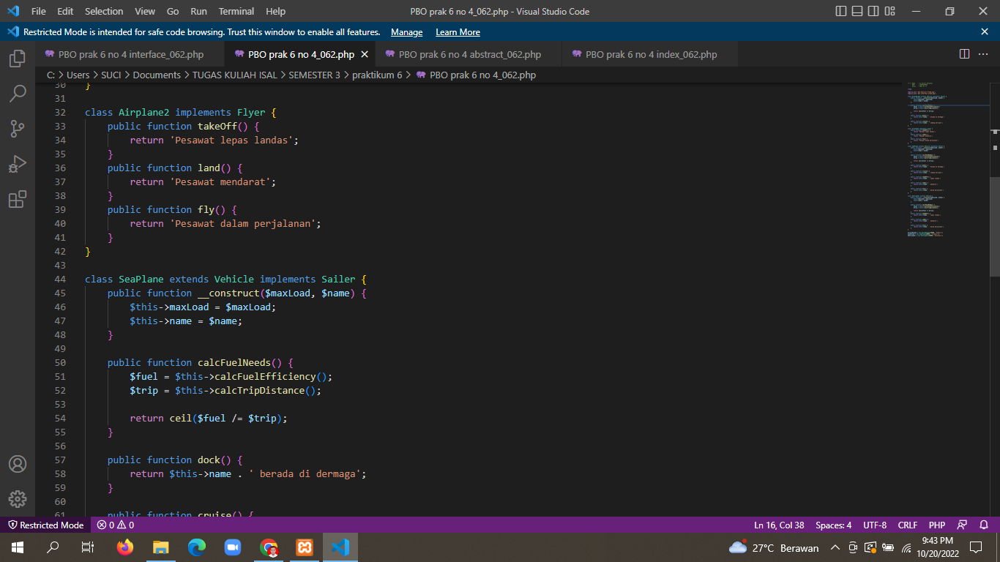 File Edit Selection View Go Run Terminal Help PBO prak 6 no 4_062.php - Visual Studio Code
Restricted Mode is intended for safe code browsing. Trust this window to enable all features. Manage Learn More
PBO prak 6 no 4 interface_062.php PBO prak 6 no 4_062.php PBO prak 6 no 4 abstract_062.php PBO prak 6 no 4 index_062.php
C: > Users > SUCI > Documents > TUGAS KULIAH ISAL > SEMESTER 3 > praktikum 6 > PBO prak 6 no 4_062.php
30 }
31
32 class Airplane2 implements Flyer {
33 public function takeOff() {
34 return 'Pesawat lepas landas';
35 }
36 public function land() {
37 return 'Pesawat mendarat';
38 }
39 public function fly() {
40 return 'Pesawat dalam perjalanan';
41 }
42 }
43
44 class SeaPlane extends Vehicle implements Sailer {
45 public function __construct($maxLoad, $name) {
46 $this->maxLoad = $maxLoad;
47 $this->name = $name;
48 }
49
50 public function calcFuelNeeds() {
51 $fuel = $this->calcFuelEfficiency();
52 $trip = $this->calcTripDistance();
53
54 return ceil($fuel /= $trip);
55 }
56
57 public function dock() {
58 return $this->name . ' berada di dermaga';
59 }
60
61 public function cruise() {
Restricted Mode 0 0 Ln 16, Col 38 Spaces: 4 UTF-8 CRLF PHP
27°C Berawan 9:43 PM
10/20/2022